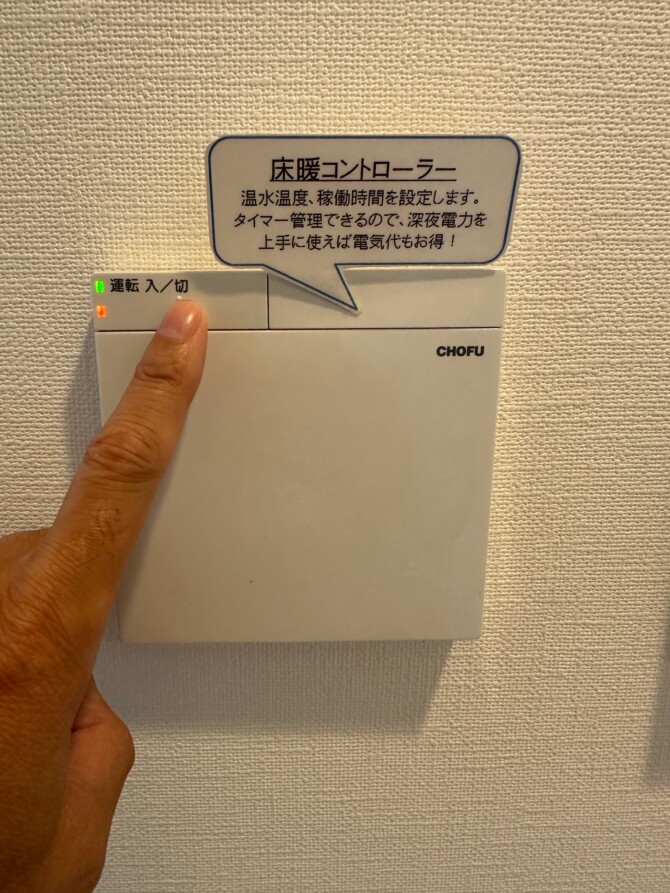 床暖コントローラー
温水温度、稼働時間を設定します。
タイマー管理できるので、深夜電力を
上手に使えば電気代もお得！
運転 入／切
CHOFU